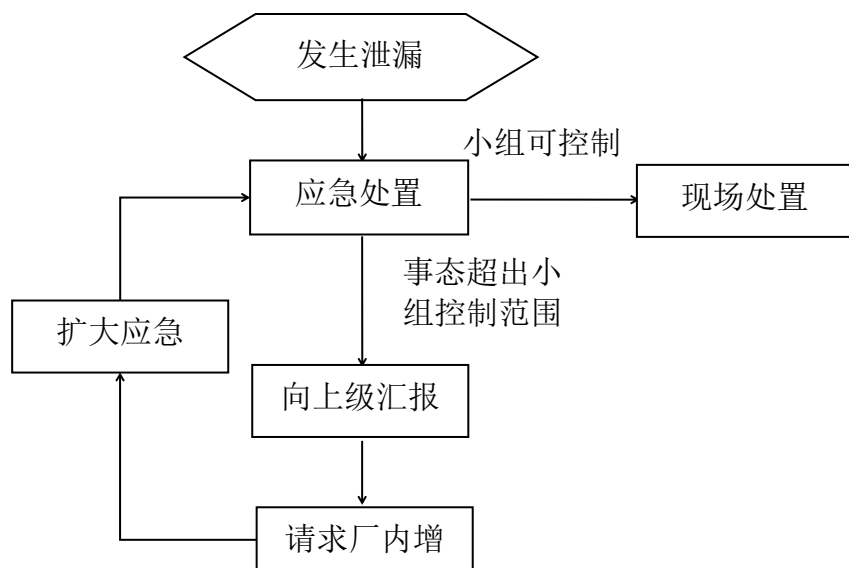 发生泄漏
小组可控制
应急处置
现场处置
事态超出小
组控制范围
扩大应急
向上级汇报
请求厂内增